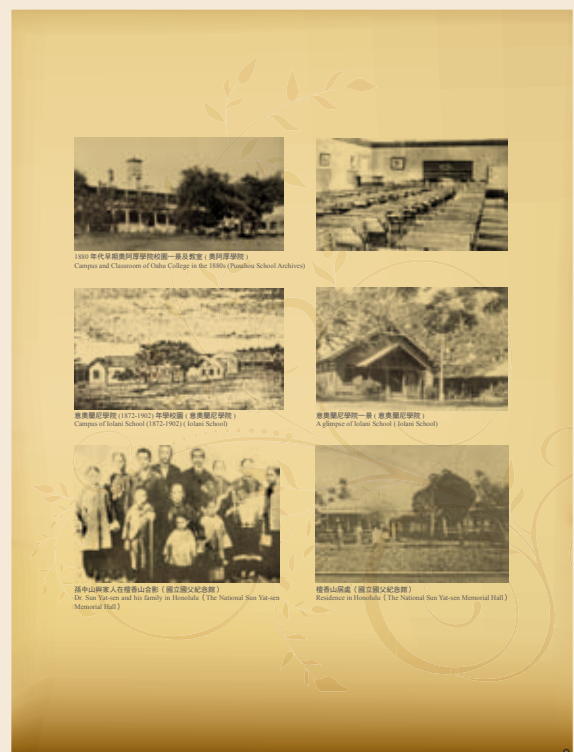 1880 年代早期奧阿厚學院校園一景及教室 ( 奧阿厚學院 )
Campus and Classroom of Oahu College in the 1880s (Punahou School Archives)
意奧蘭尼學院 (1872-1902) 年學校園 ( 意奧蘭尼學院 )
Campus of Iolani School (1872-1902) ( Iolani School)
意奧蘭尼學院一景 ( 意奧蘭尼學院 )
A glimpse of Iolani School ( Iolani School)
孫中山與家人在檀香山合影 ( 國立國父紀念館 )
Dr. Sun Yat-sen and his family in Honolulu ( The National Sun Yat-sen
Memorial Hall )
檀香山居處 ( 國立國父紀念館 )
Residence in Honolulu ( The National Sun Yat-sen Memorial Hall )